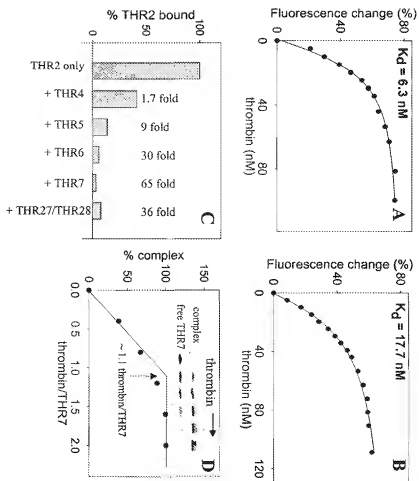 Fluorescence change (%)
0
40
80
Kd = 6.3 nM
A
0
40
80
thrombin (nM)
Fluorescence change (%)
0
40
80
Kd = 17.7 nM
B
0
40
80
120
thrombin (nM)
% THR2 bound
0
50
100
THR2 only
+ THR4
1.7 fold
+ THR5
9 fold
+ THR6
30 fold
+ THR7
65 fold
+ THR27/THR28
36 fold
C
% complex
0
50
100
150
thrombin
complex
free THR7
~ 1.1 thrombin/THR7
D
0.0
0.5
1.0
1.5
2.0
thrombin/THR7